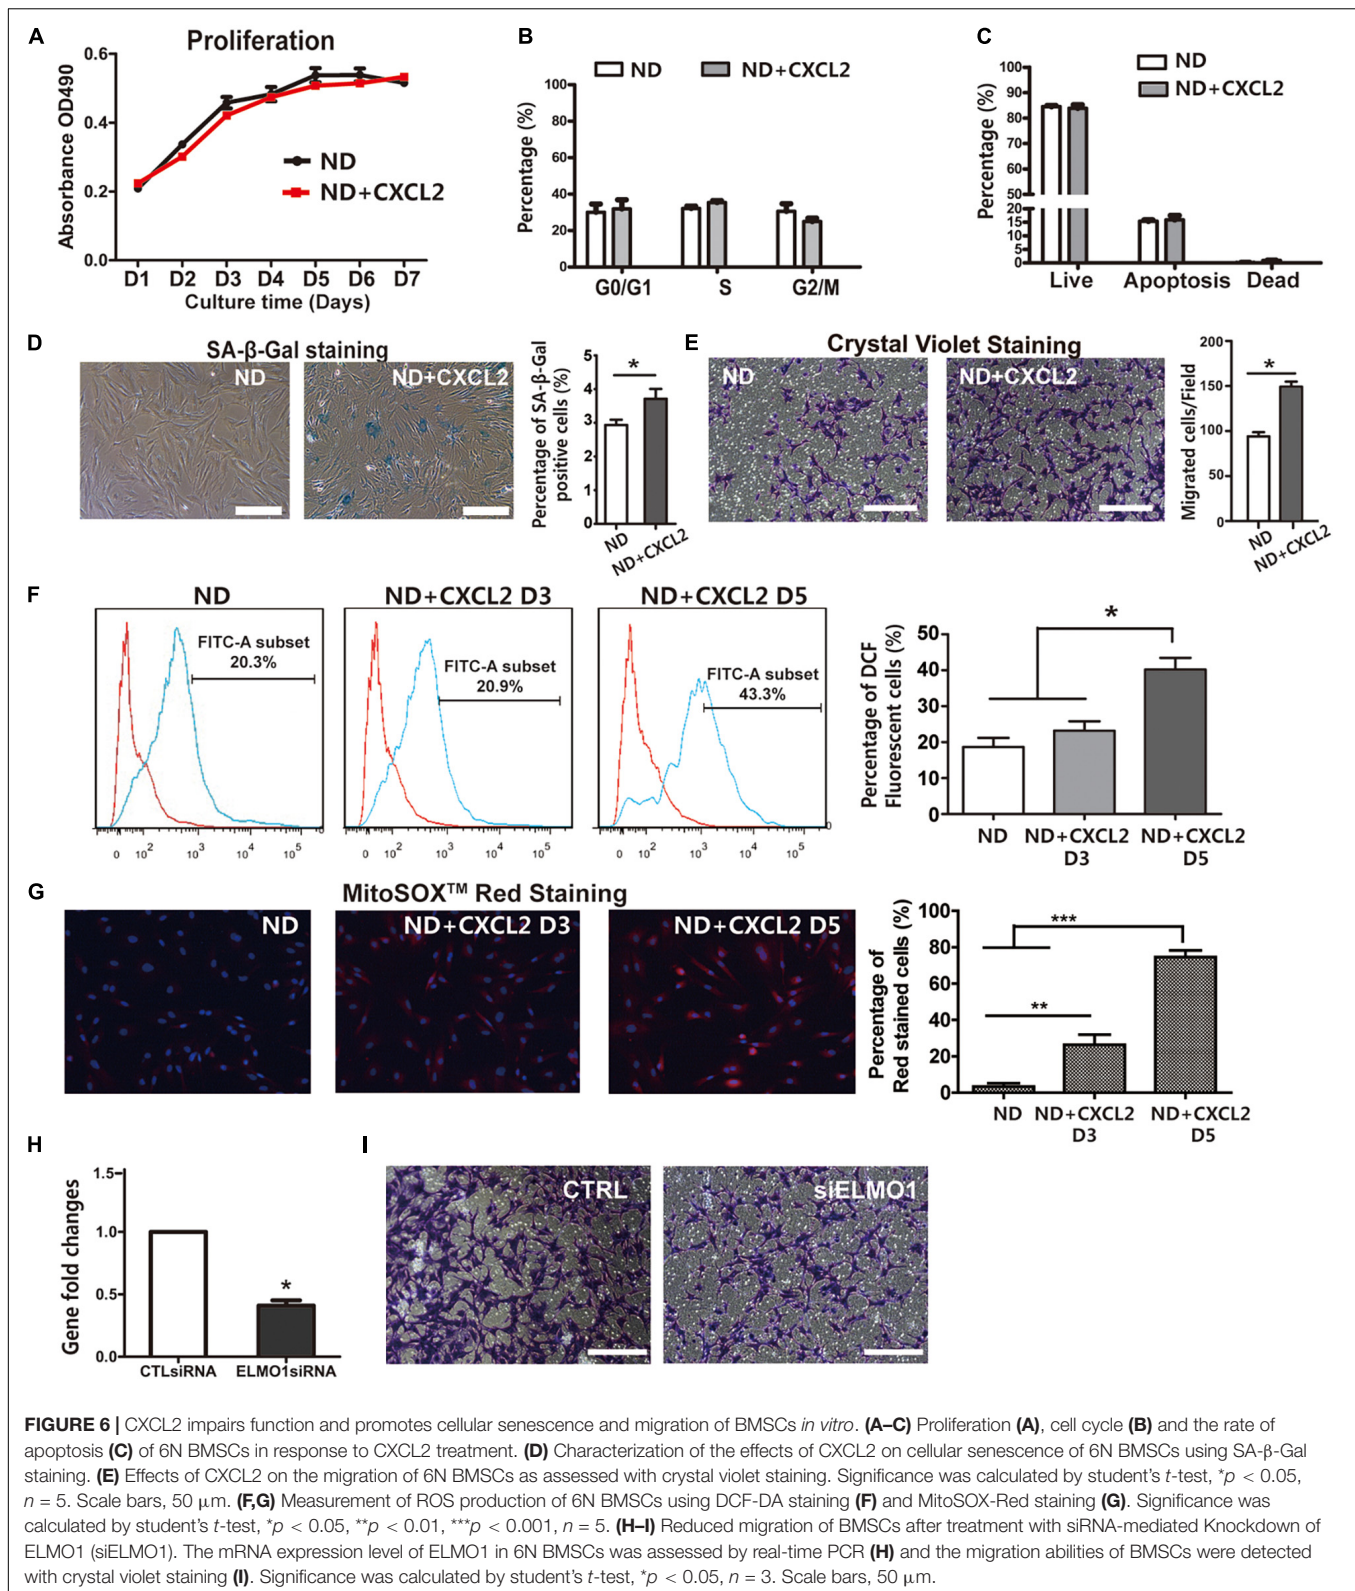 A
Proliferation
Absorbance OD490
0.6
0.4
0.2
0.0
ND
ND+CXCL2
D1 D2 D3 D4 D5 D6 D7
Culture time (Days)
B
ND ND+CXCL2
Percentage (%)
100
80
60
40
20
0
G0/G1 S G2/M
C
ND
ND+CXCL2
Percentage (%)
100
90
80
70
60
50
20
15
10
5
0
Live Apoptosis Dead
D
SA-β-Gal staining
ND
ND+CXCL2
Percentage of SA-β-Gal
positive cells (%)
5
4
3
2
1
0
*
ND
ND+CXCL2
E
Crystal Violet Staining
ND
ND+CXCL2
Migrated cells/Field
200
150
100
50
0
*
ND
ND+CXCL2
F
ND
FITC-A subset
20.3%
0 10² 10³ 10⁴ 10⁵
ND+CXCL2 D3
FITC-A subset
20.9%
0 10² 10³ 10⁴ 10⁵
ND+CXCL2 D5
FITC-A subset
43.3%
0
0 10² 10³ 10⁴ 10⁵
Percentage of DCF
Fluorescent cells (%)
50
40
30
20
10
0
*
ND ND+CXCL2 ND+CXCL2
D3 D5
G
MitoSOX™ Red Staining
ND
ND+CXCL2 D3
ND+CXCL2 D5
Percentage of
Red stained cells (%)
100
80
60
40
20
0
***
**
ND ND+CXCL2 ND+CXCL2
D3 D5
H
Gene fold changes
1.5
1.0
0.5
0.0
*
CTLsiRNA ELMO1siRNA
I
CTRL
siELMO1
FIGURE 6 | CXCL2 impairs function and promotes cellular senescence and migration of BMSCs in vitro. (A–C) Proliferation (A), cell cycle (B) and the rate of
apoptosis (C) of 6N BMSCs in response to CXCL2 treatment. (D) Characterization of the effects of CXCL2 on cellular senescence of 6N BMSCs using SA-β-Gal
staining. (E) Effects of CXCL2 on the migration of 6N BMSCs as assessed with crystal violet staining. Significance was calculated by student's t-test, *p < 0.05,
n = 5. Scale bars, 50 μm. (F,G) Measurement of ROS production of 6N BMSCs using DCF-DA staining (F) and MitoSOX-Red staining (G). Significance was
calculated by student's t-test, *p < 0.05, **p < 0.01, ***p < 0.001, n = 5. (H–I) Reduced migration of BMSCs after treatment with siRNA-mediated Knockdown of
ELMO1 (siELMO1). The mRNA expression level of ELMO1 in 6N BMSCs was assessed by real-time PCR (H) and the migration abilities of BMSCs were detected
with crystal violet staining (I). Significance was calculated by student's t-test, *p < 0.05, n = 3. Scale bars, 50 μm.